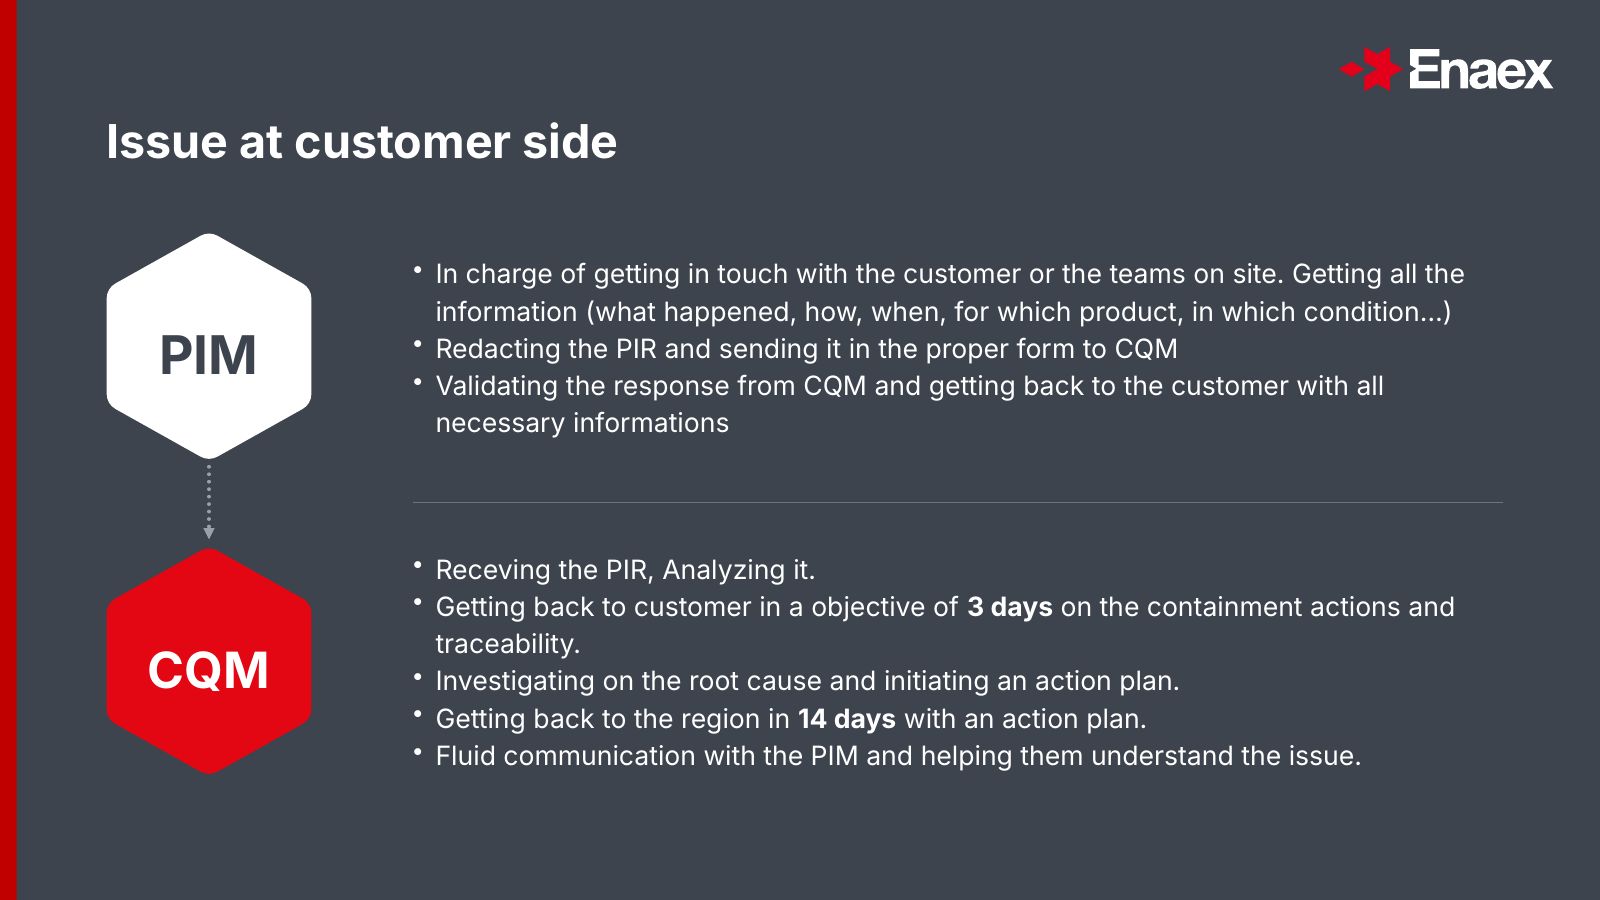 Enaex
Issue at customer side
PIM
• In charge of getting in touch with the customer or the teams on site. Getting all the
information (what happened, how, when, for which product, in which condition...)
• Redacting the PIR and sending it in the proper form to CQM
• Validating the response from CQM and getting back to the customer with all
necessary informations
CQM
• Receving the PIR, Analyzing it.
• Getting back to customer in a objective of 3 days on the containment actions and
traceability.
• Investigating on the root cause and initiating an action plan.
• Getting back to the region in 14 days with an action plan.
• Fluid communication with the PIM and helping them understand the issue.